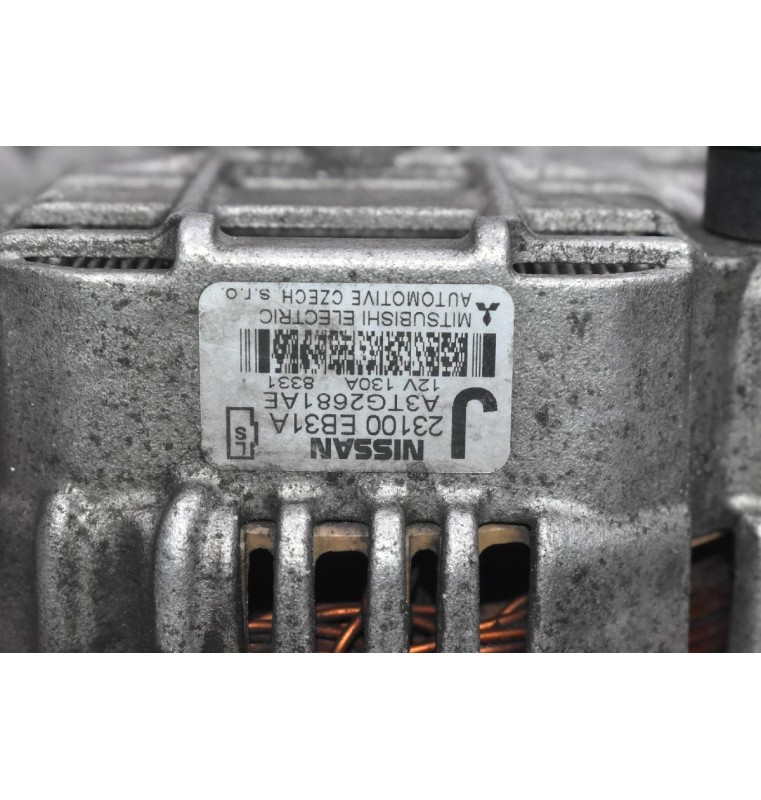 NISSAN
23100 EB31A
J A3TG2681AE
12V 130A 8331
MITSUBISHI ELECTRIC
AUTOMOTIVE CZECH s.r.o.
L
S